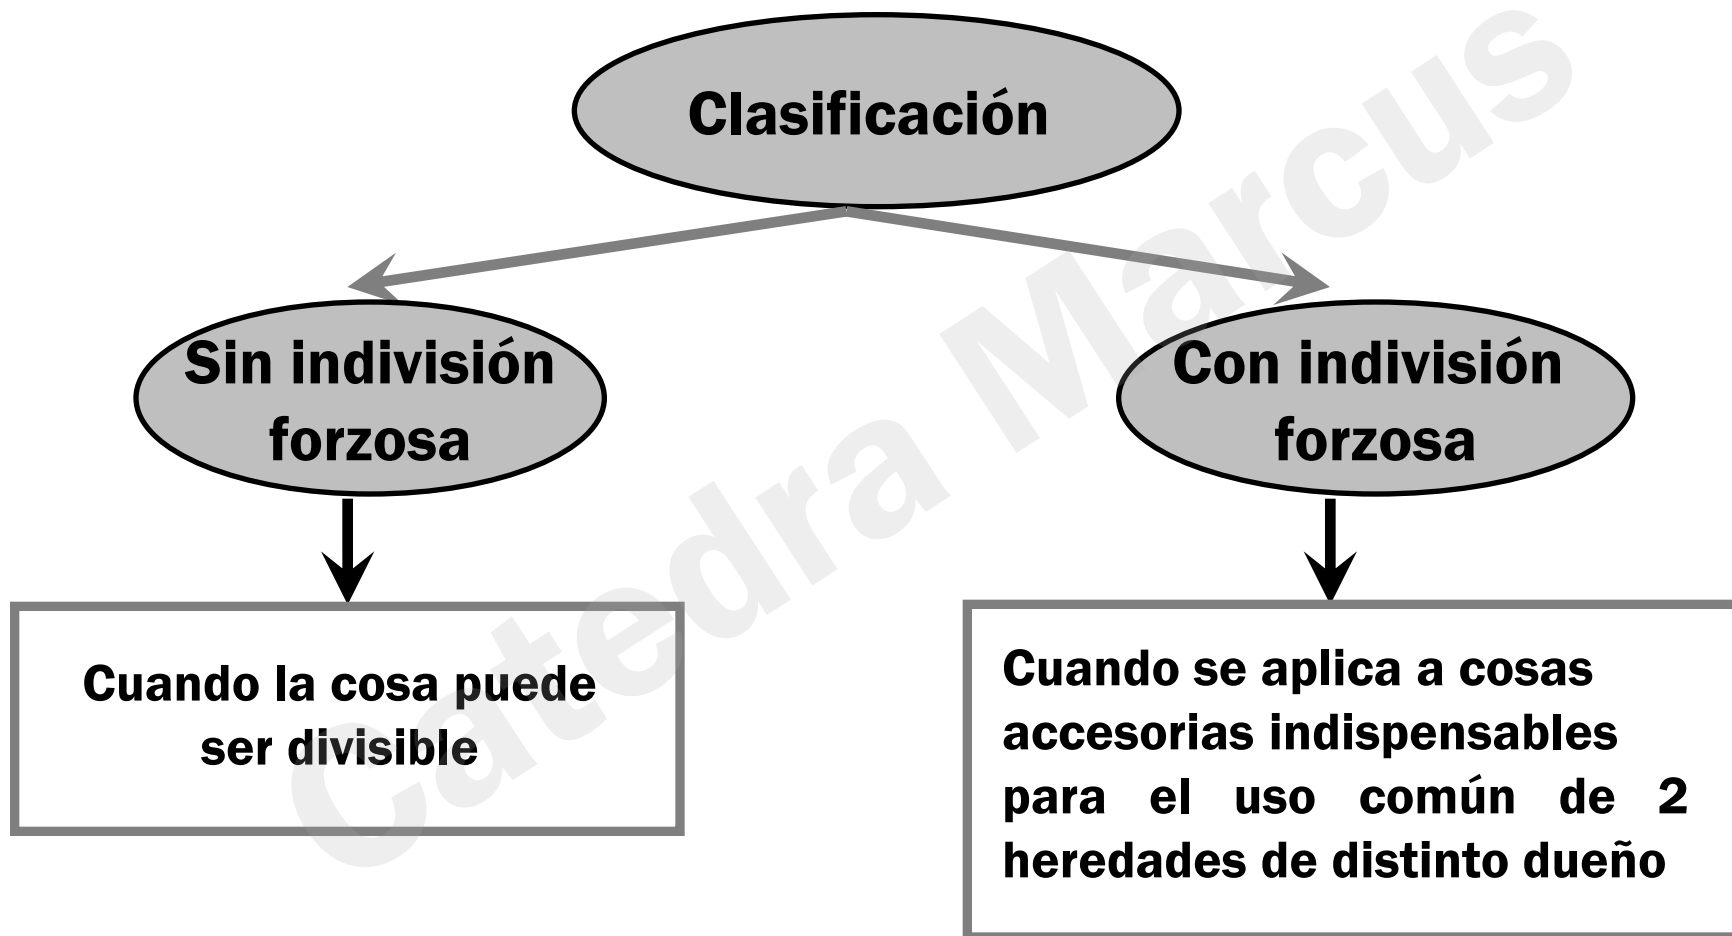 Clasificación
Sin indivisión
forzosa
Con indivisión
forzosa
Cuando la cosa puede
ser divisible
Cuando se aplica a cosas
accesorias indispensables
para el uso común de 2
heredades de distinto dueño
Catedra Marcus